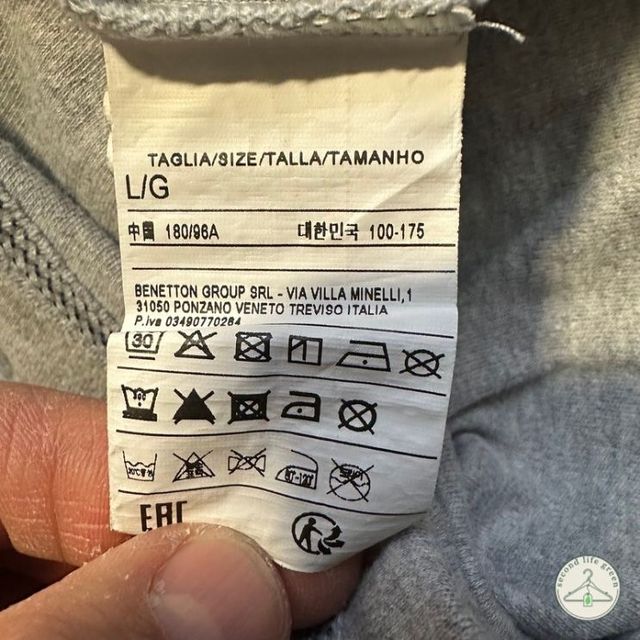 TAGLIA/SIZE/TALLA/TAMANHO
L/G
中国 180/96A 대한민국 100-175
BENETTON GROUP SRL - VIA VILLA MINELLI,1
31050 PONZANO VENETO TREVISO ITALIA
P.iva 03490770264
30
EAC
second life green